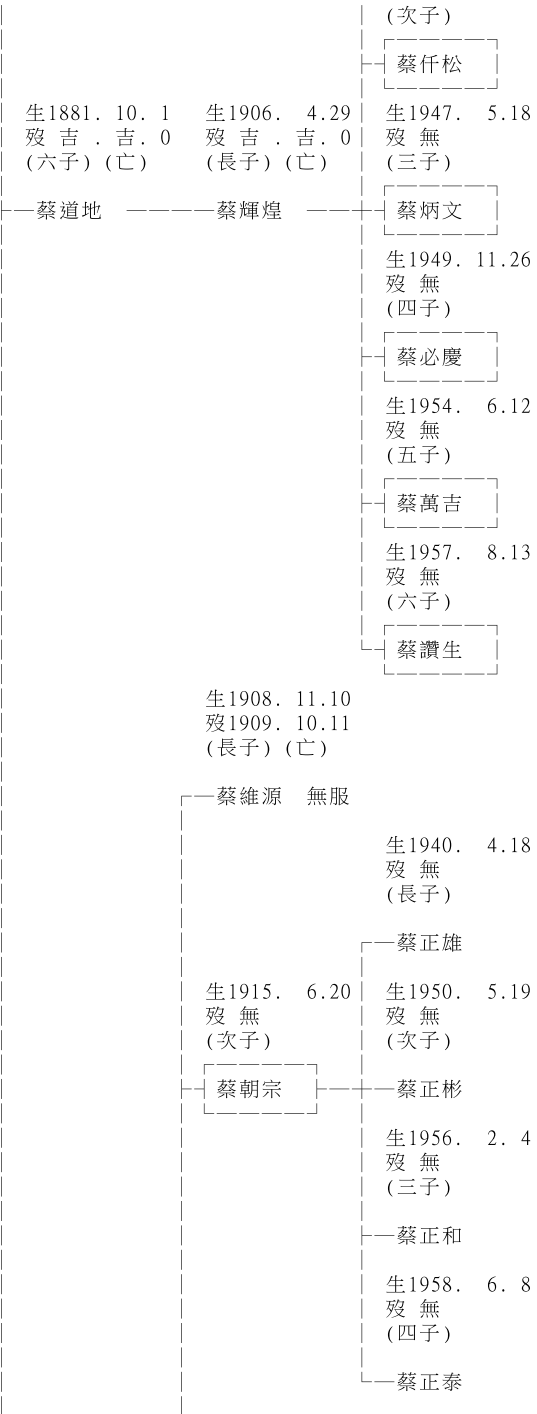 (次子)
蔡仟松
生1881. 10. 1 生1906. 4.29 生1947. 5.18
歿 吉 . 吉. 0 歿 吉 . 吉. 0 歿 無
(六子) (亡) (長子) (亡) (三子)
蔡道地 蔡輝煌 蔡炳文
生1949. 11.26
歿 無
(四子)
蔡必慶
生1954. 6.12
歿 無
(五子)
蔡萬吉
生1957. 8.13
歿 無
(六子)
蔡讚生
生1908. 11.10
歿1909. 10.11
(長子) (亡)
蔡維源 無服
生1940. 4.18
歿 無
(長子)
蔡正雄
生1915. 6.20 生1950. 5.19
歿 無 歿 無
(次子) (次子)
蔡朝宗 蔡正彬
生1956. 2. 4
歿 無
(三子)
蔡正和
生1958. 6. 8
歿 無
(四子)
蔡正泰